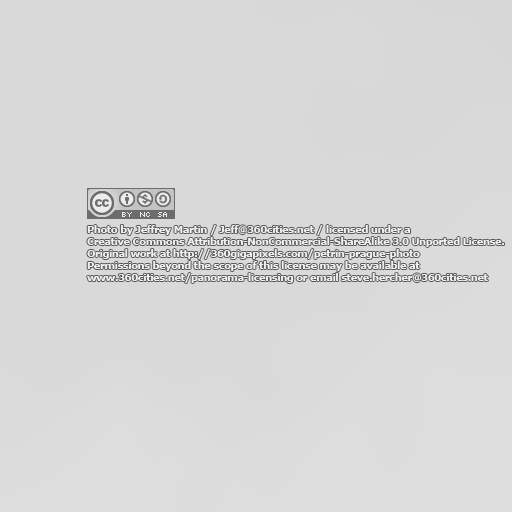 cc
BY NC SA
Photo by Jeffrey Martin / Jeff@360cities.net / licensed under a
Creative Commons Attribution-NonCommercial-ShareAlike 3.0 Unported License.
Original work at http://360gigapixels.com/petrin-prague-photo
Permissions beyond the scope of this license may be available at
www.360cities.net/panorama-licensing or email steve.hercher@360cities.net